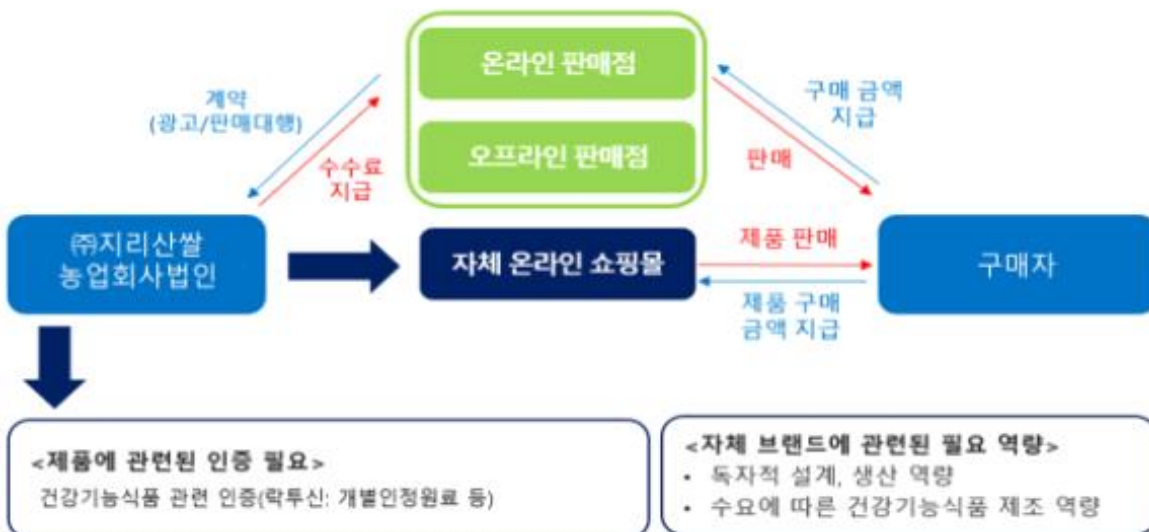 온라인 판매점
오프라인 판매점
계약
(광고/판매대행)
수수료
지급
구매 금액
지급
판매
㈜지리산쌀
농업회사법인
자체 온라인 쇼핑몰
제품 판매
제품 구매
금액 지급
구매자
<제품에 관련된 인증 필요>
건강기능식품 관련 인증(락투신: 개별인정원료 등)
<자체 브랜드에 관련된 필요 역량>
• 독자적 설계, 생산 역량
• 수요에 따른 건강기능식품 제조 역량